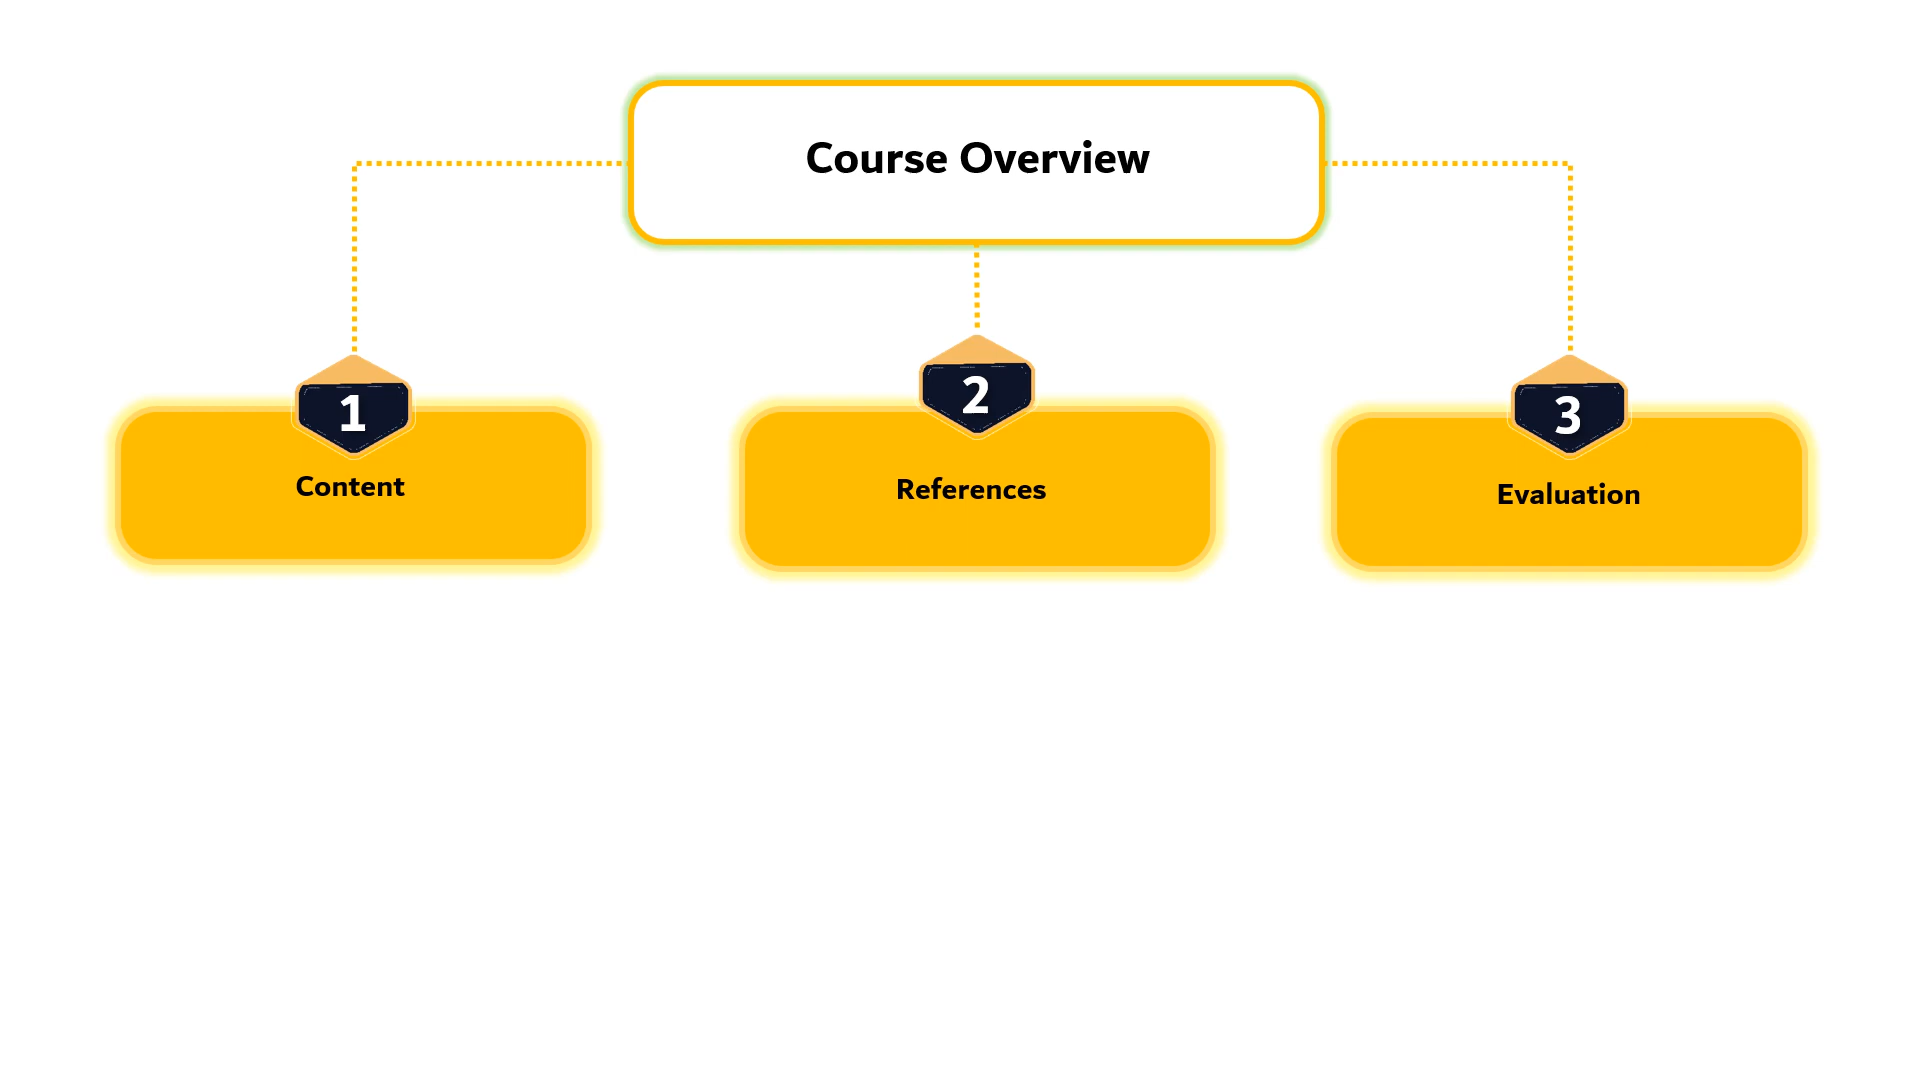 Course Overview
1
Content
2
References
3
Evaluation